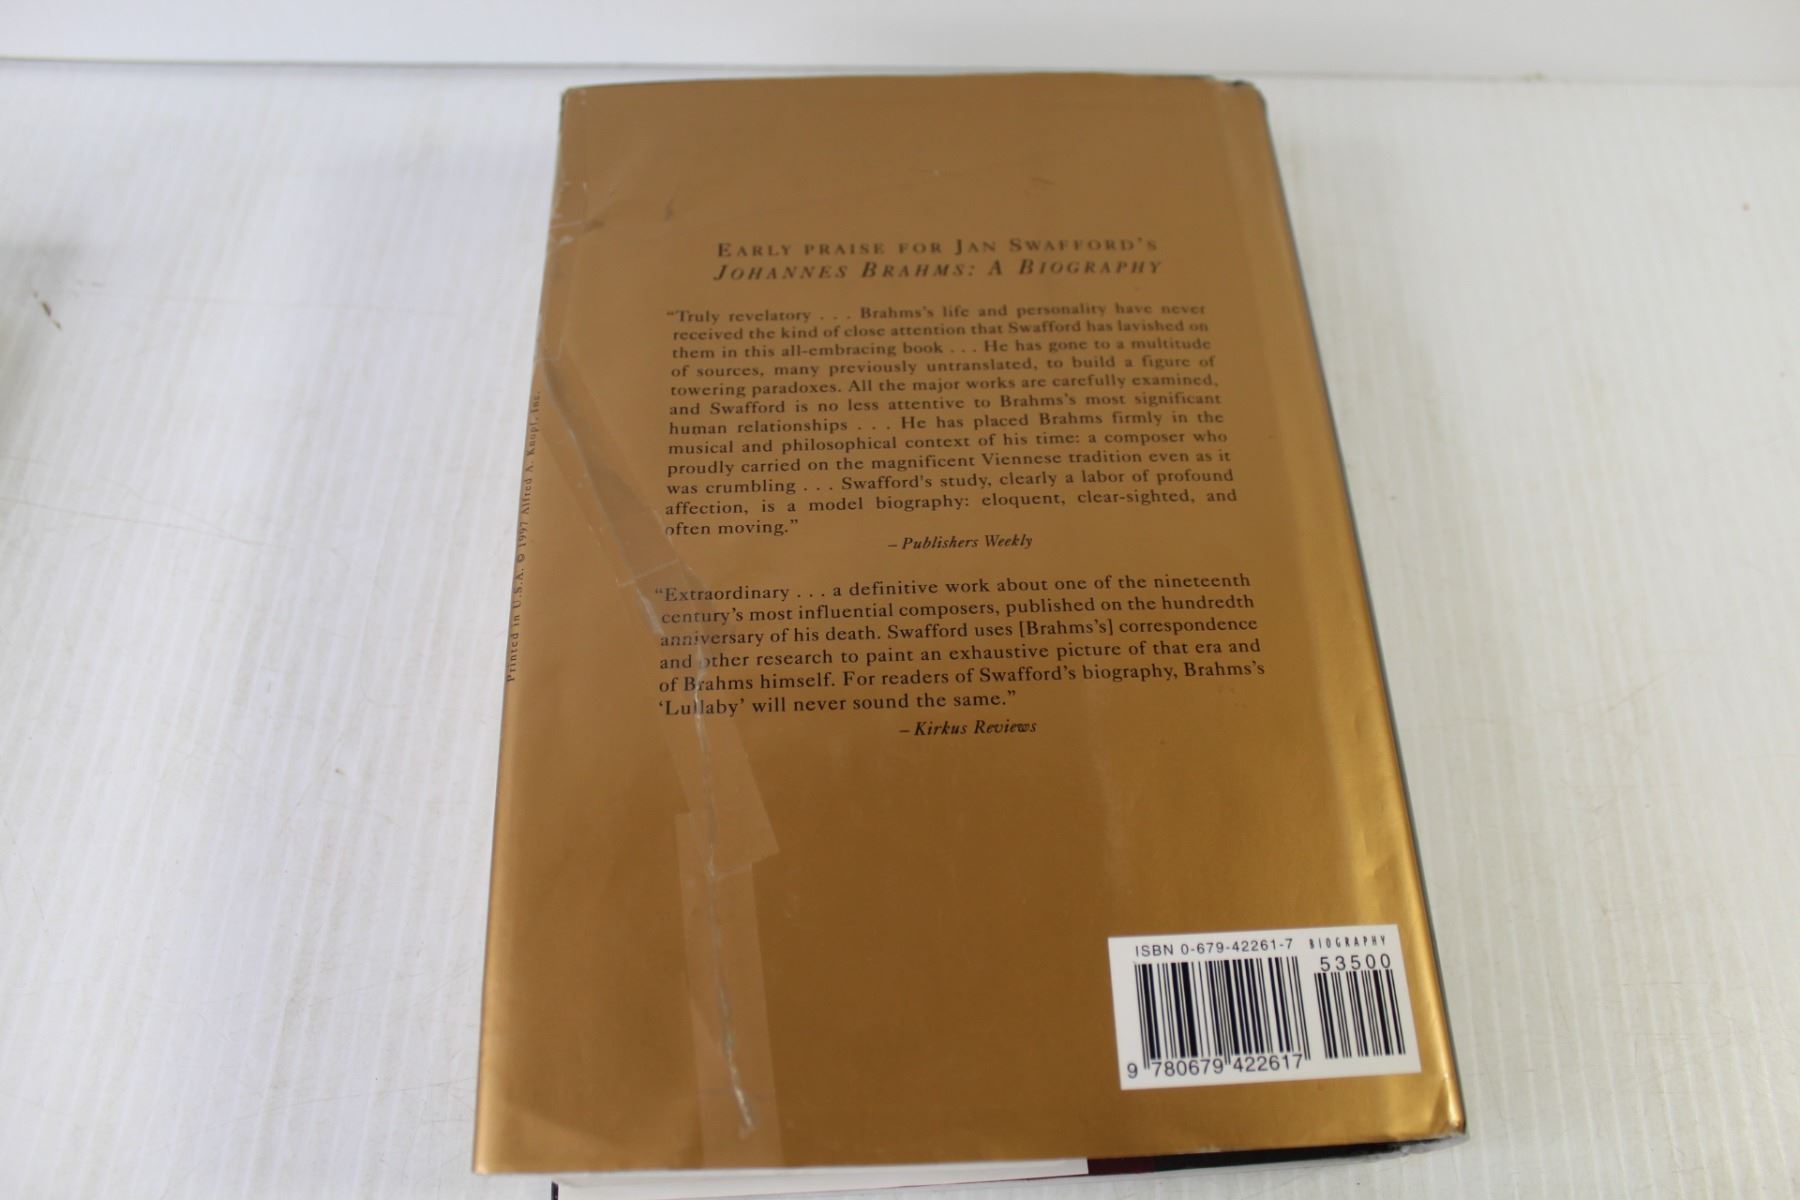 EARLY PRAISE FOR JAN SWAFFORD'S
JOHANNES BRAHMS: A BIOGRAPHY
"Truly revelatory . . . Brahms's life and personality have never
received the kind of close attention that Swafford has lavished on
them in this all-embracing book . . . He has gone to a multitude
of sources, many previously untranslated, to build a figure of
towering paradoxes. All the major works are carefully examined,
and Swafford is no less attentive to Brahms's most significant
human relationships . . . He has placed Brahms firmly in the
musical and philosophical context of his time: a composer who
proudly carried on the magnificent Viennese tradition even as it
was crumbling . . . Swafford's study, clearly a labor of profound
affection, is a model biography: eloquent, clear-sighted, and
often moving."
– Publishers Weekly
"Extraordinary . . . a definitive work about one of the nineteenth
century's most influential composers, published on the hundredth
anniversary of his death. Swafford uses [Brahms's] correspondence
and other research to paint an exhaustive picture of that era and
of Brahms himself. For readers of Swafford's biography, Brahms's
'Lullaby' will never sound the same."
– Kirkus Reviews
Printed in U.S.A. © 1997 Alfred A. Knopf, Inc.
ISBN 0-679-42261-7 BIOGRAPHY
53500
9 780679 422617